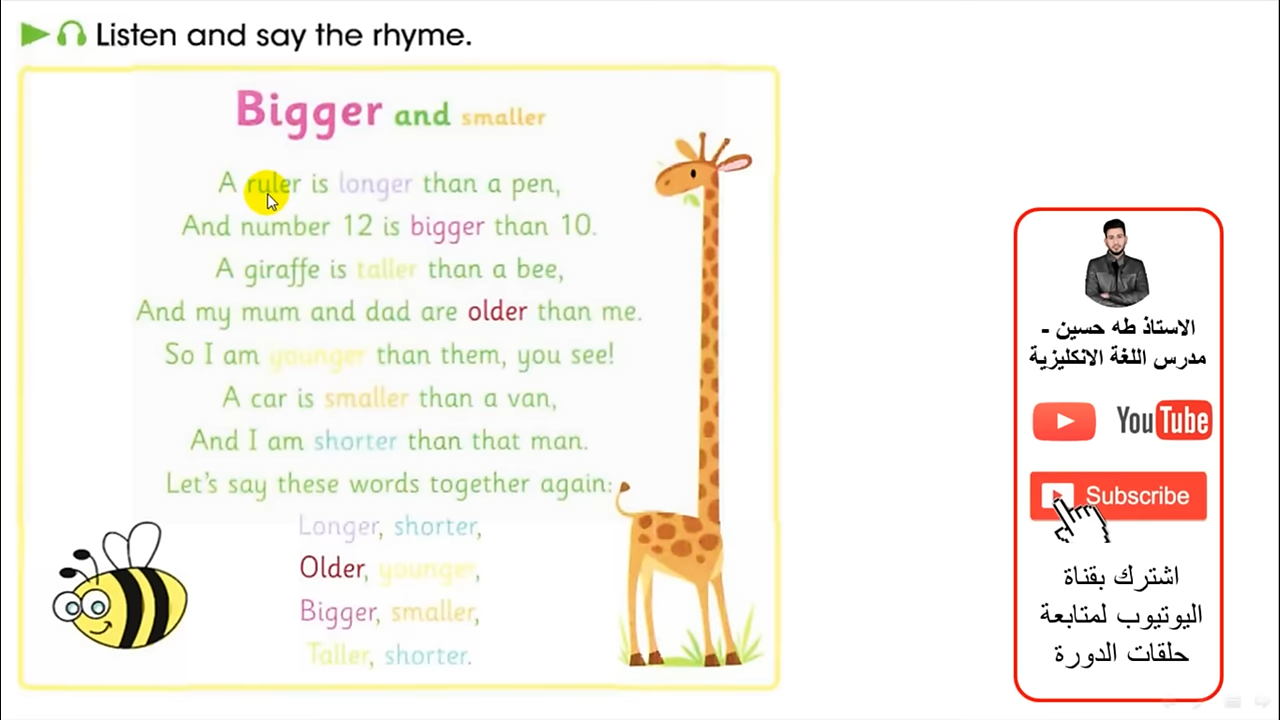 Listen and say the rhyme.
Bigger and smaller
A ruler is longer than a pen,
And number 12 is bigger than 10.
A giraffe is taller than a bee,
And my mum and dad are older than me.
So I am younger than them, you see!
A car is smaller than a van,
And I am shorter than that man.
Let's say these words together again:
Longer, shorter,
Older, younger,
Bigger, smaller,
Taller, shorter.
الاستاذ طه حسين -
مدرس اللغة الانكليزية
YouTube
Subscribe
اشترك بقناة
اليوتيوب لمتابعة
حلقات الدورة